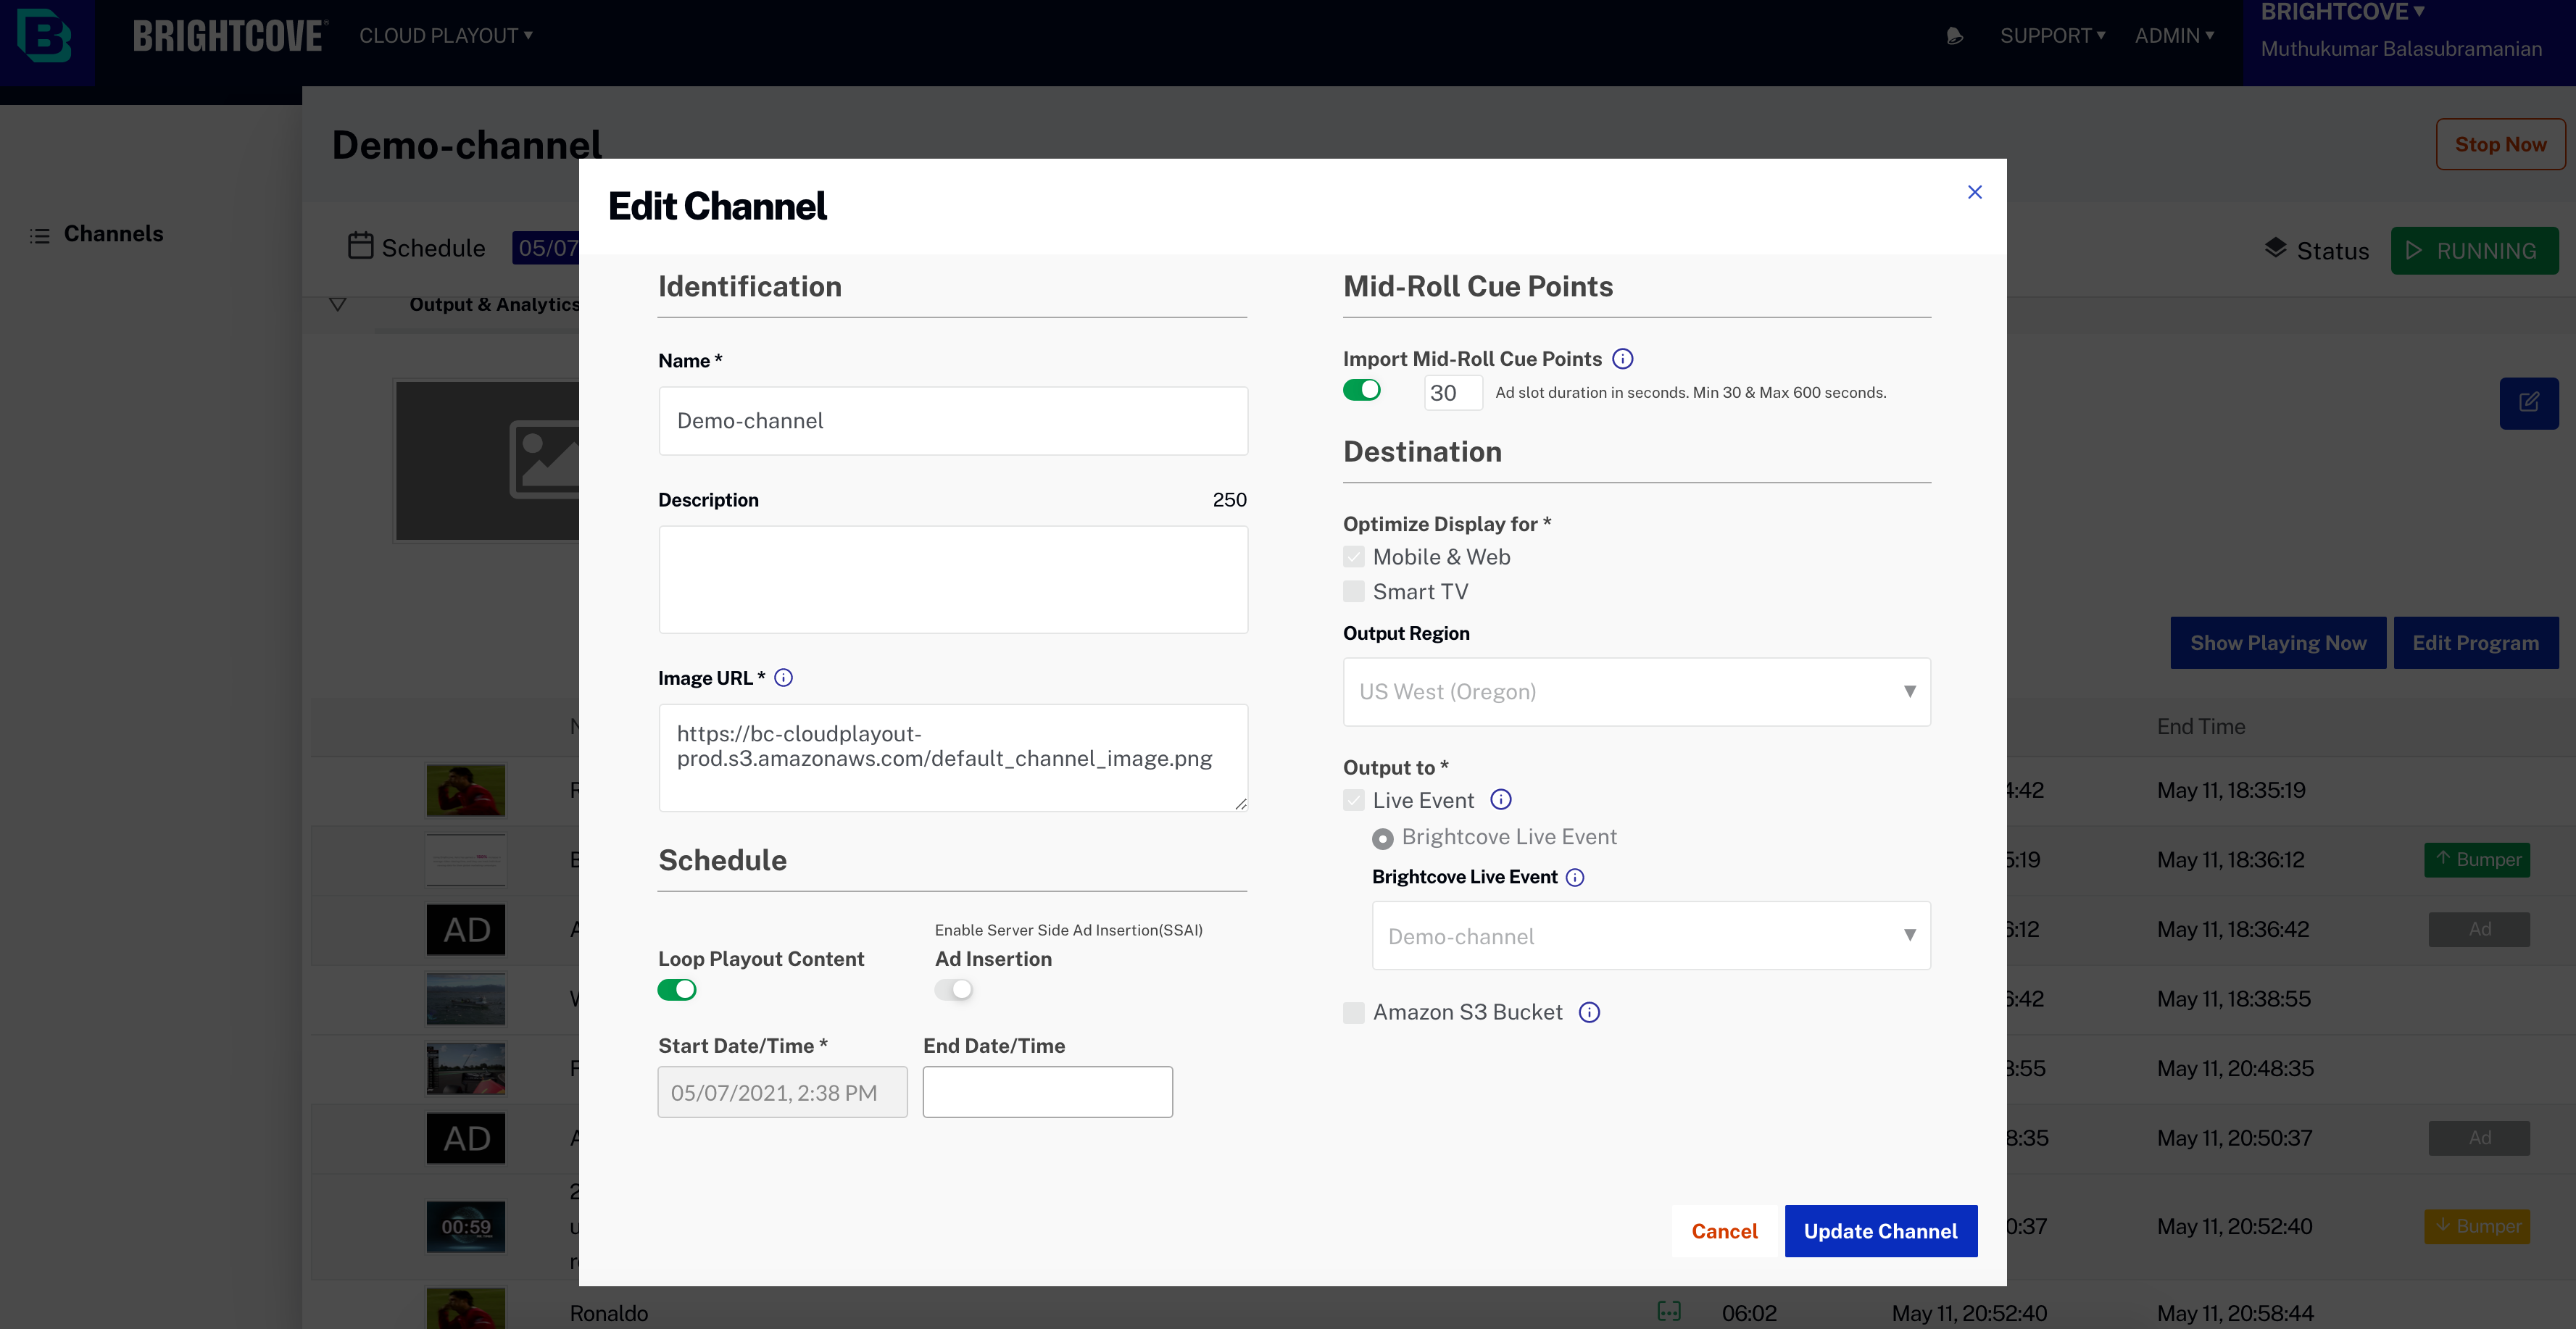 BRIGHTCOVE
CLOUD PLAYOUT
SUPPORT
ADMIN
BRIGHTCOVE
Muthukumar Balasubramanian
Demo-channel
Stop Now
Channels
Schedule
05/07
Status
RUNNING
Output & Analytics
Edit Channel
Identification
Name *
Demo-channel
Description
250
Image URL *
https://bc-cloudplayout-
prod.s3.amazonaws.com/default_channel_image.png
Schedule
Enable Server Side Ad Insertion(SSAI)
Loop Playout Content
Ad Insertion
Start Date/Time *
End Date/Time
05/07/2021, 2:38 PM
Mid-Roll Cue Points
Import Mid-Roll Cue Points
30
Ad slot duration in seconds. Min 30 & Max 600 seconds.
Destination
Optimize Display for *
Mobile & Web
Smart TV
Output Region
US West (Oregon)
Output to *
Live Event
Brightcove Live Event
Brightcove Live Event
Demo-channel
Amazon S3 Bucket
Cancel
Update Channel
Show Playing Now
Edit Program
End Time
4:42
May 11, 18:35:19
5:19
May 11, 18:36:12
Bumper
AD
6:12
May 11, 18:36:42
Ad
6:42
May 11, 18:38:55
8:55
May 11, 20:48:35
AD
8:35
May 11, 20:50:37
Ad
00:59
0:37
May 11, 20:52:40
Bumper
Ronaldo
06:02
May 11, 20:52:40
May 11, 20:58:44